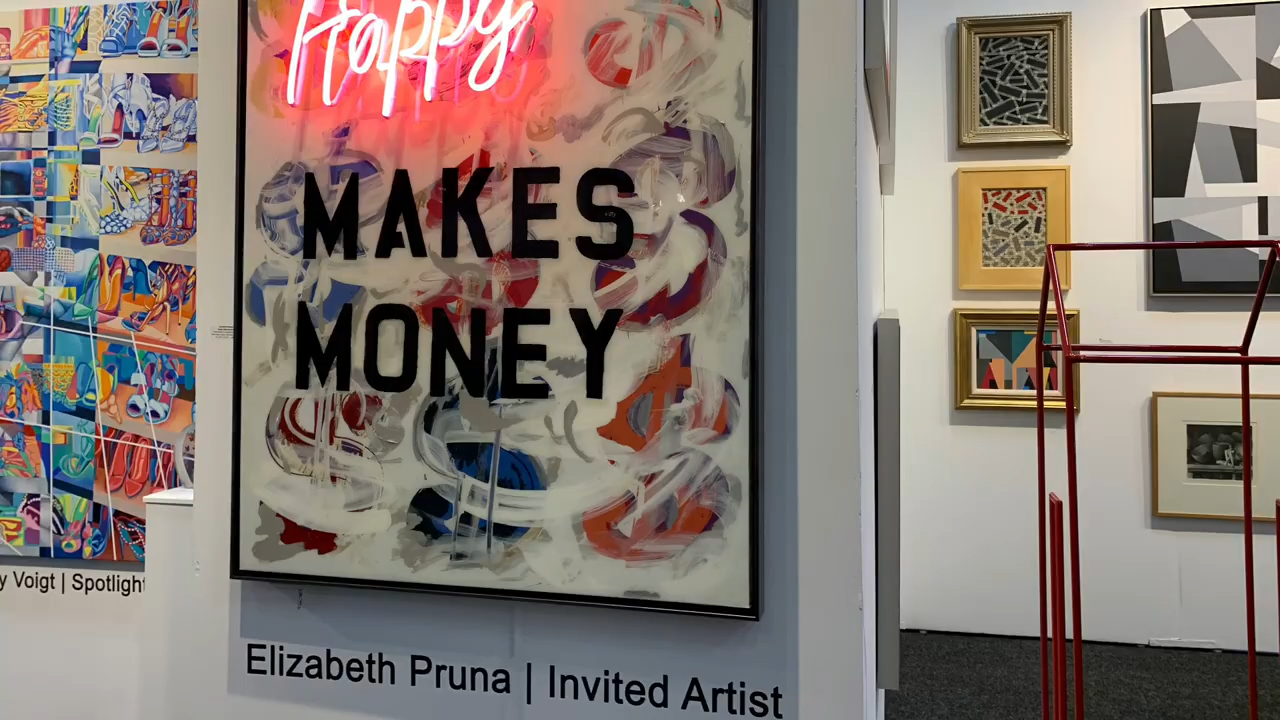 Happy
MAKES
MONEY
y Voigt | Spotlight
Elizabeth Pruna | Invited Artist